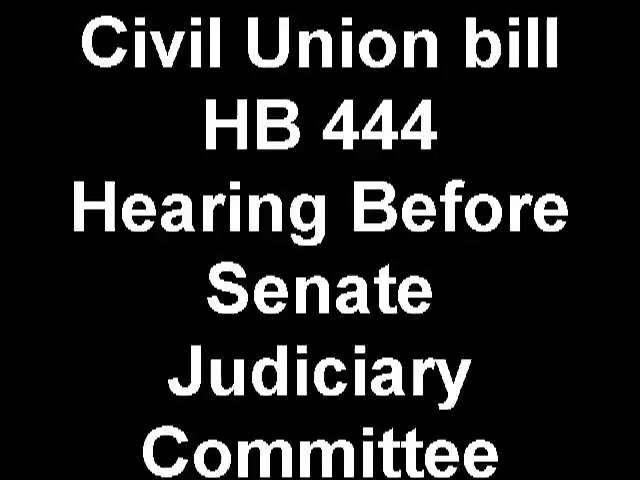 Civil Union bill
HB 444
Hearing Before
Senate
Judiciary
Committee